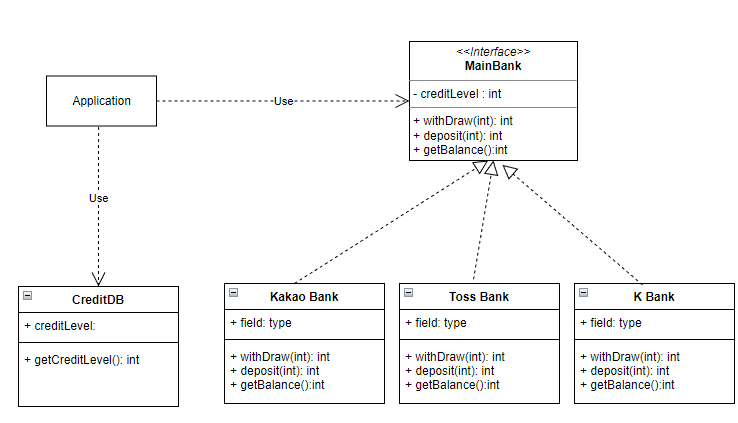 <<Interface>>
MainBank
- creditLevel : int
+ withDraw(int): int
+ deposit(int): int
+ getBalance():int
Application
Use
Use
CreditDB
+ creditLevel:
+ getCreditLevel(): int
Kakao Bank
+ field: type
+ withDraw(int): int
+ deposit(int): int
+ getBalance():int
Toss Bank
+ field: type
+ withDraw(int): int
+ deposit(int): int
+ getBalance():int
K Bank
+ field: type
+ withDraw(int): int
+ deposit(int): int
+ getBalance():int